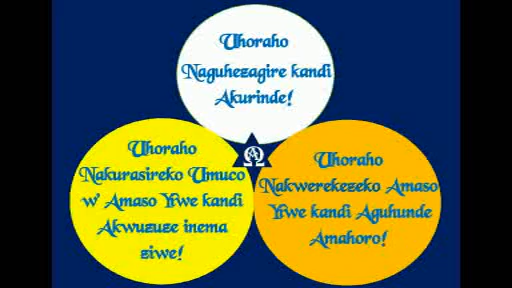 Uhoraho
Naguhezagire kandi
Akurinde!
Uhoraho
Nakurasireko Umuco
w' Amaso Yiwe kandi
Akwuzuze inema
ziwe!
Uhoraho
Nakwerekezeko Amaso
Yiwe kandi Aguhunde
Amahoro!